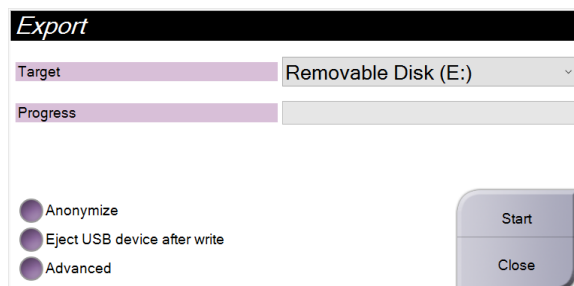 Export
Target
Removable Disk (E:)
Progress
Anonymize
Eject USB device after write
Advanced
Start
Close